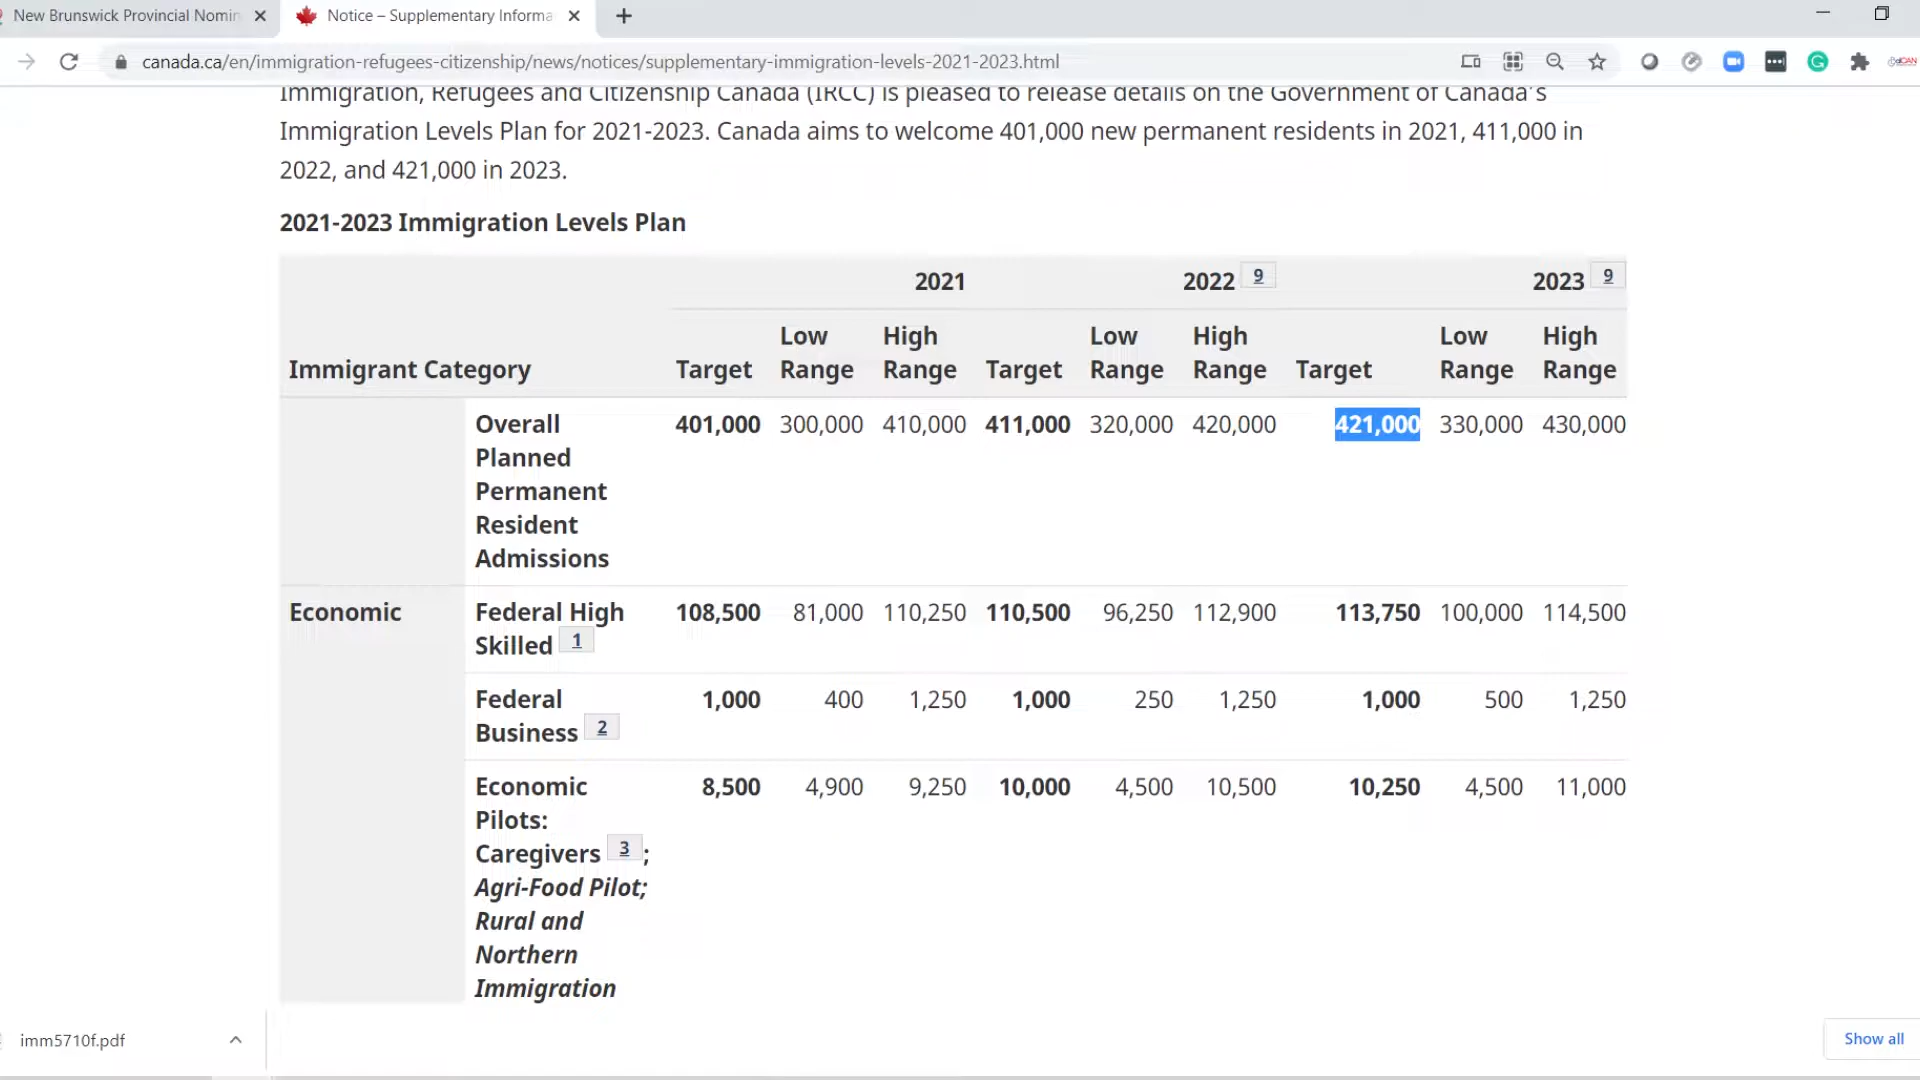 New Brunswick Provincial Nomin
Notice – Supplementary Informa
canada.ca/en/immigration-refugees-citizenship/news/notices/supplementary-immigration-levels-2021-2023.html
Immigration, Refugees and Citizenship Canada (IRCC) is pleased to release details on the Government of Canada's
Immigration Levels Plan for 2021-2023. Canada aims to welcome 401,000 new permanent residents in 2021, 411,000 in
2022, and 421,000 in 2023.
2021-2023 Immigration Levels Plan
2021 2022 9 2023 9
Low High Low High Low High
Immigrant Category Target Range Range Target Range Range Target Range Range
Overall 401,000 300,000 410,000 411,000 320,000 420,000 421,000 330,000 430,000
Planned
Permanent
Resident
Admissions
Economic Federal High 108,500 81,000 110,250 110,500 96,250 112,900 113,750 100,000 114,500
Skilled 1
Federal 1,000 400 1,250 1,000 250 1,250 1,000 500 1,250
Business 2
Economic 8,500 4,900 9,250 10,000 4,500 10,500 10,250 4,500 11,000
Pilots:
Caregivers 3 ;
Agri-Food Pilot;
Rural and
Northern
Immigration
imm5710f.pdf
Show all